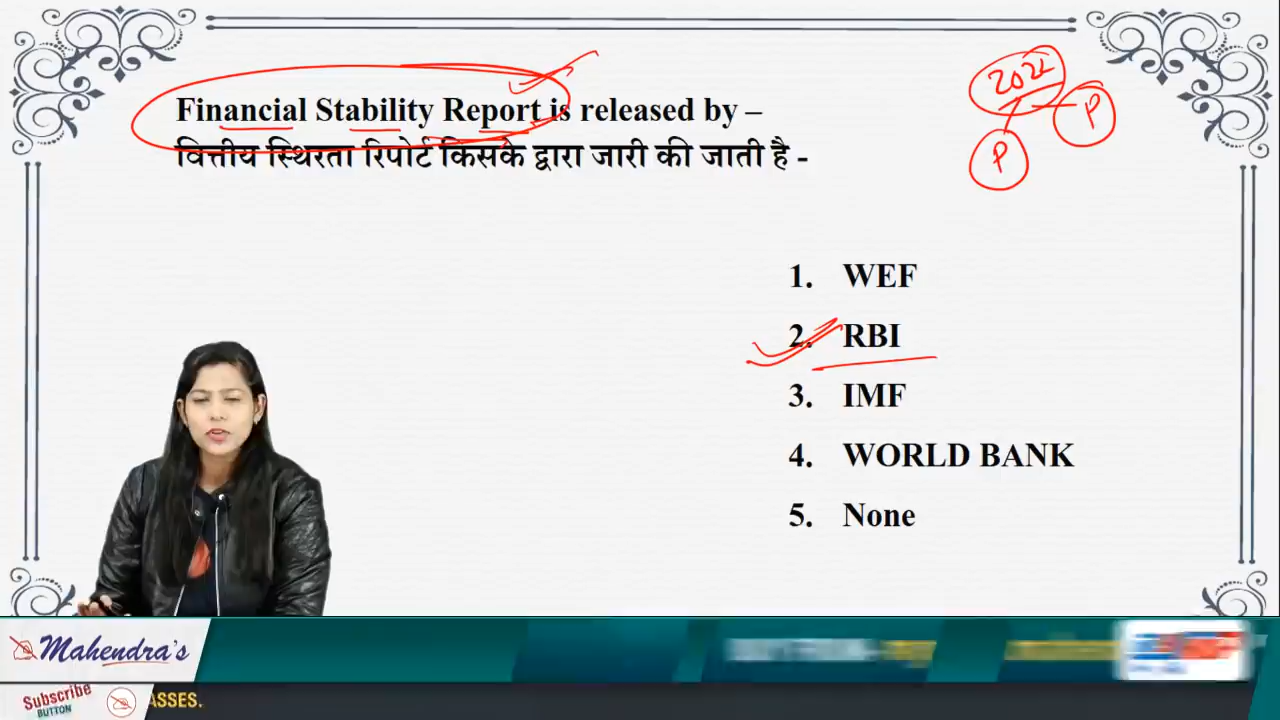 Financial Stability Report is released by –
वित्तीय स्थिरता रिपोर्ट किसके द्वारा जारी की जाती है -
P
P
1. WEF
2. RBI
3. IMF
4. WORLD BANK
5. None
Mahendra's
Subscribe
BUTTON
ASSES.